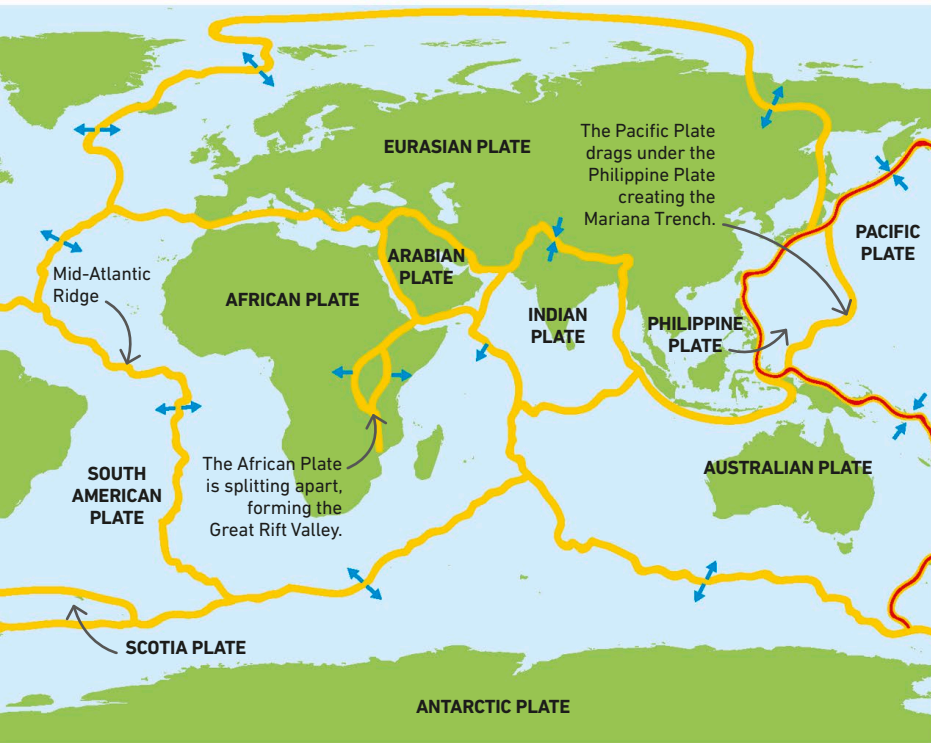 EURASIAN PLATE
The Pacific Plate
drags under the
Philippine Plate
creating the
Mariana Trench.
PACIFIC
PLATE
ARABIAN
PLATE
Mid-Atlantic
Ridge
AFRICAN PLATE
INDIAN
PLATE
PHILIPPINE
PLATE
SOUTH
AMERICAN
PLATE
The African Plate
is splitting apart,
forming the
Great Rift Valley.
AUSTRALIAN PLATE
SCOTIA PLATE
ANTARCTIC PLATE